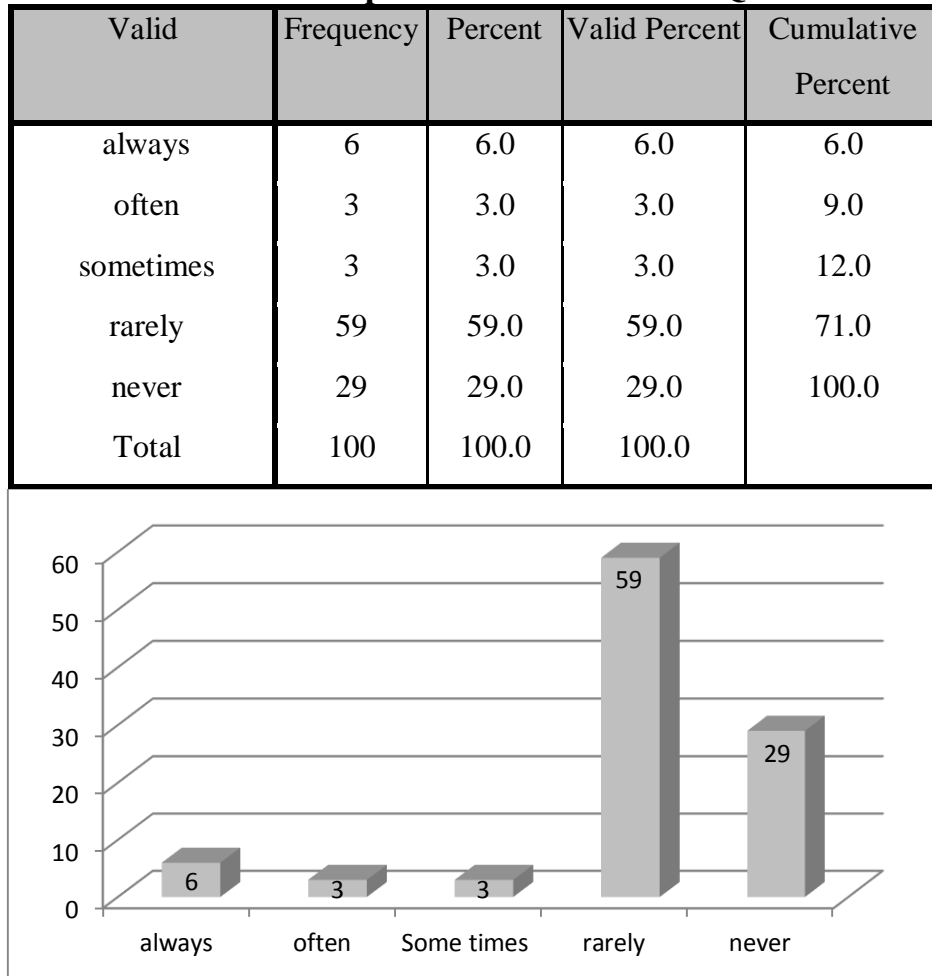 Valid Frequency Percent Valid Percent Cumulative Percent
always 6 6.0 6.0 6.0
often 3 3.0 3.0 9.0
sometimes 3 3.0 3.0 12.0
rarely 59 59.0 59.0 71.0
never 29 29.0 29.0 100.0
Total 100 100.0 100.0
60
50
40
30
20
10
0
6 3 3 59 29
always often Some times rarely never